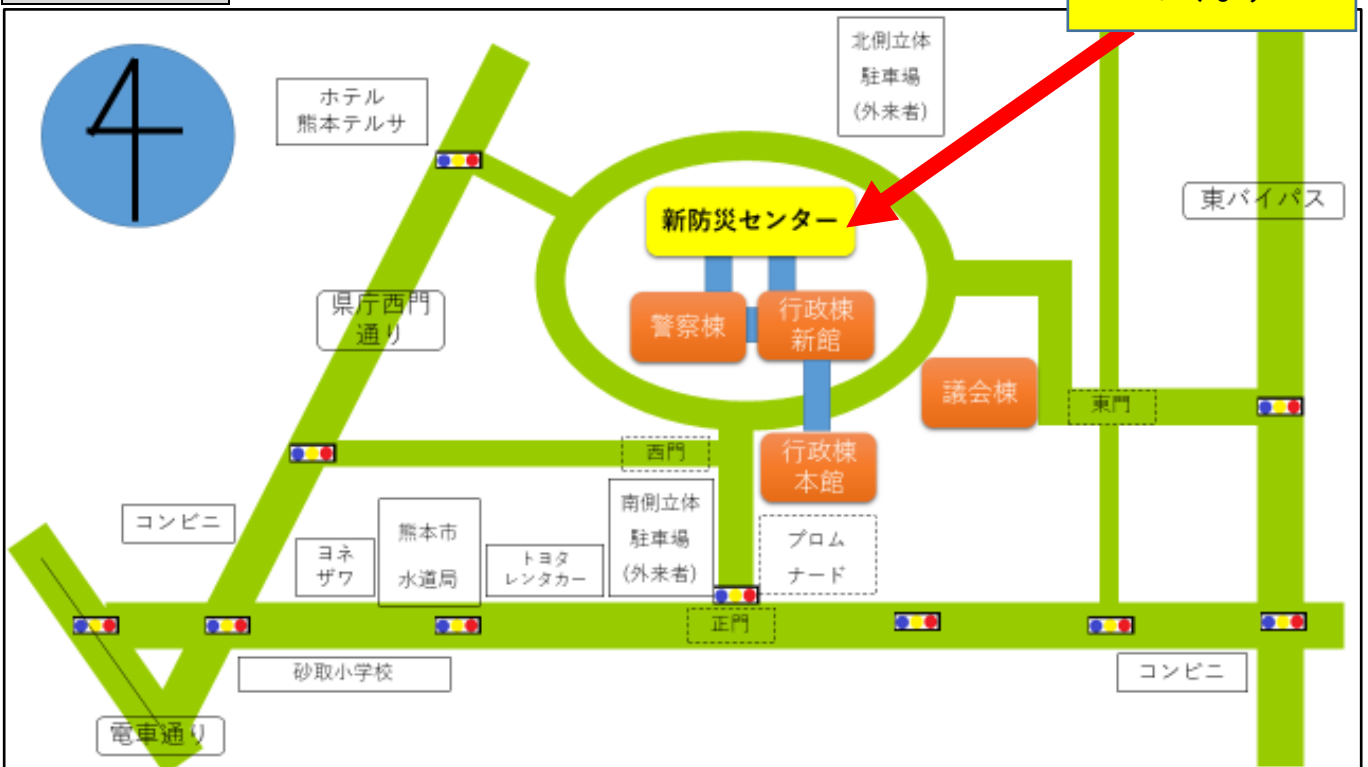 北側立体
駐車場
(外来者)
ホテル
熊本テルサ
東バイパス
新防災センター
県庁西門
通り
警察棟
行政棟
新館
議会棟
東門
西門
行政棟
本館
コンビニ
ヨネ
ザワ
熊本市
水道局
トヨタ
レンタカー
南側立体
駐車場
(外来者)
プロム
ナード
正門
砂取小学校
コンビニ
電車通り